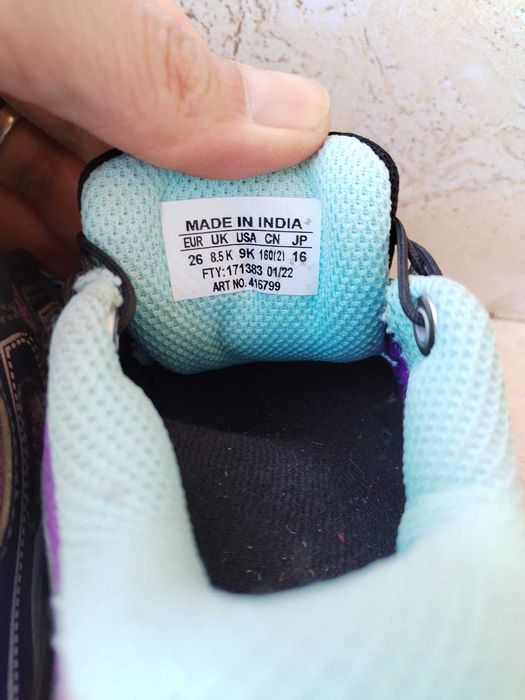 MADE IN INDIA
EUR UK USA CN JP
26 8.5 K 9K 160(2) 16
FTY: 171383 01/22
ART NO. 416799